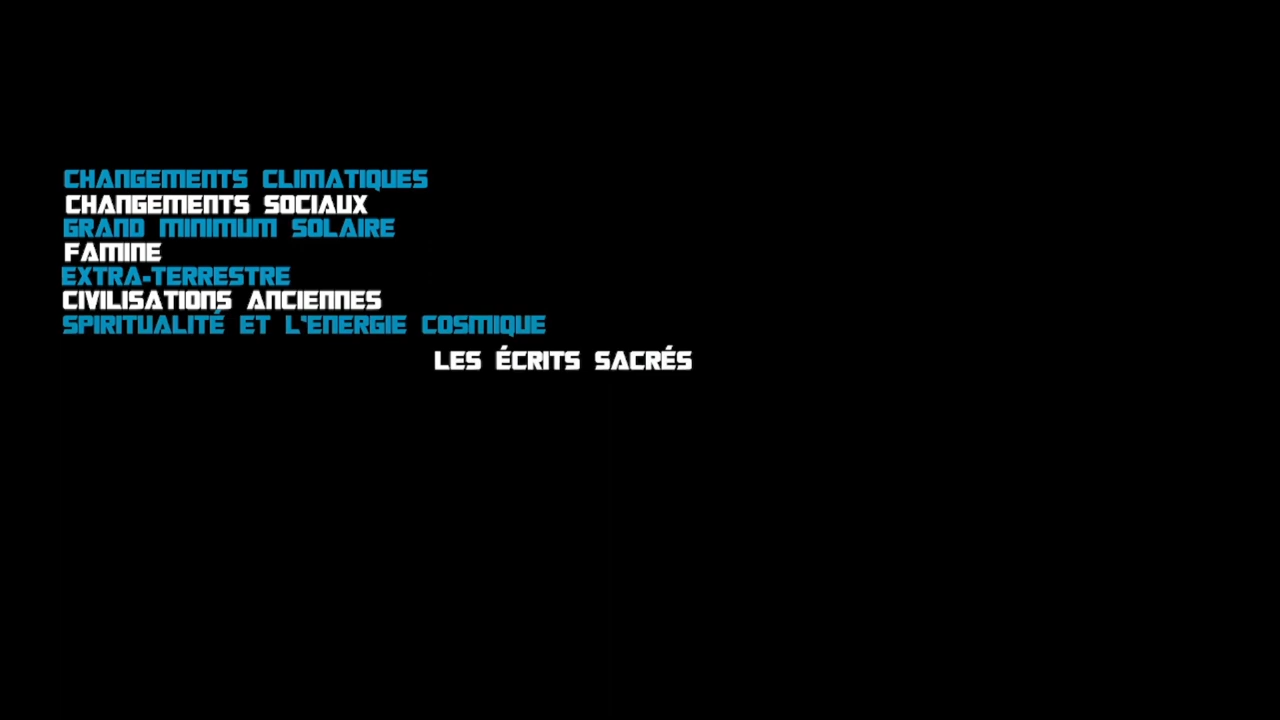 CHANGEMENTS CLIMATIQUES
CHANGEMENTS SOCIAUX
GRAND MINIMUM SOLAIRE
FAMINE
EXTRA-TERRESTRE
CIVILISATIONS ANCIENNES
SPIRITUALITÉ ET L'ENERGIE COSMIQUE
LES ÉCRITS SACRÉS